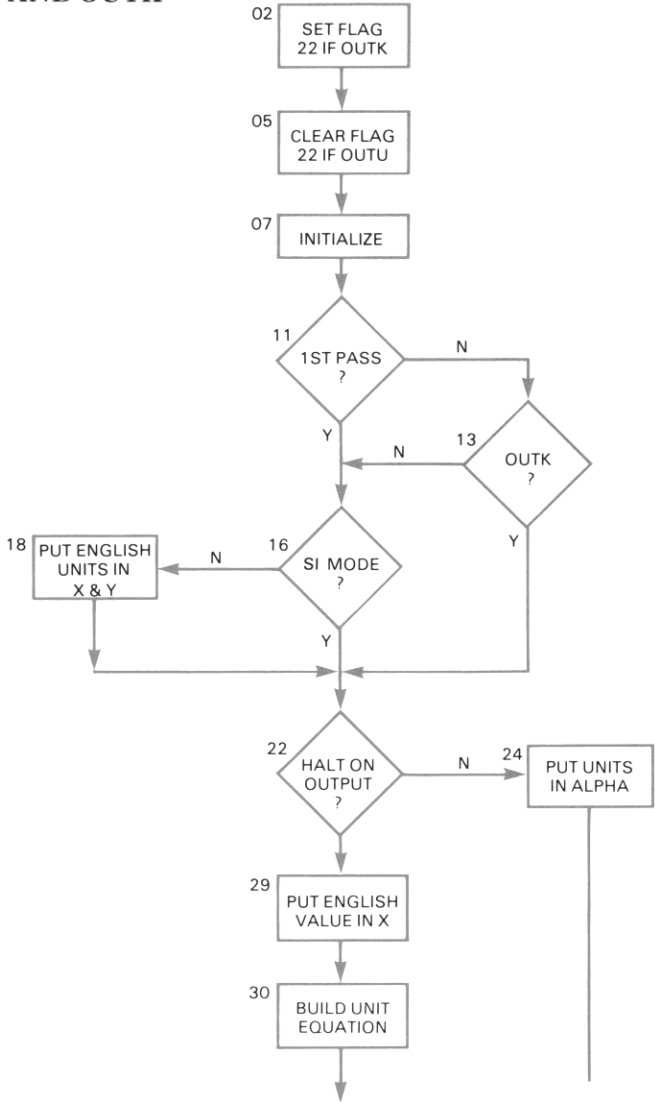 AND OUTK
02
SET FLAG
22 IF OUTK
05
CLEAR FLAG
22 IF OUTU
07
INITIALIZE
11
1ST PASS
?
N
Y
13
OUTK
?
N
Y
16
SI MODE
?
N
Y
18
PUT ENGLISH
UNITS IN
X & Y
22
HALT ON
OUTPUT
?
N
24
PUT UNITS
IN ALPHA
29
PUT ENGLISH
VALUE IN X
30
BUILD UNIT
EQUATION